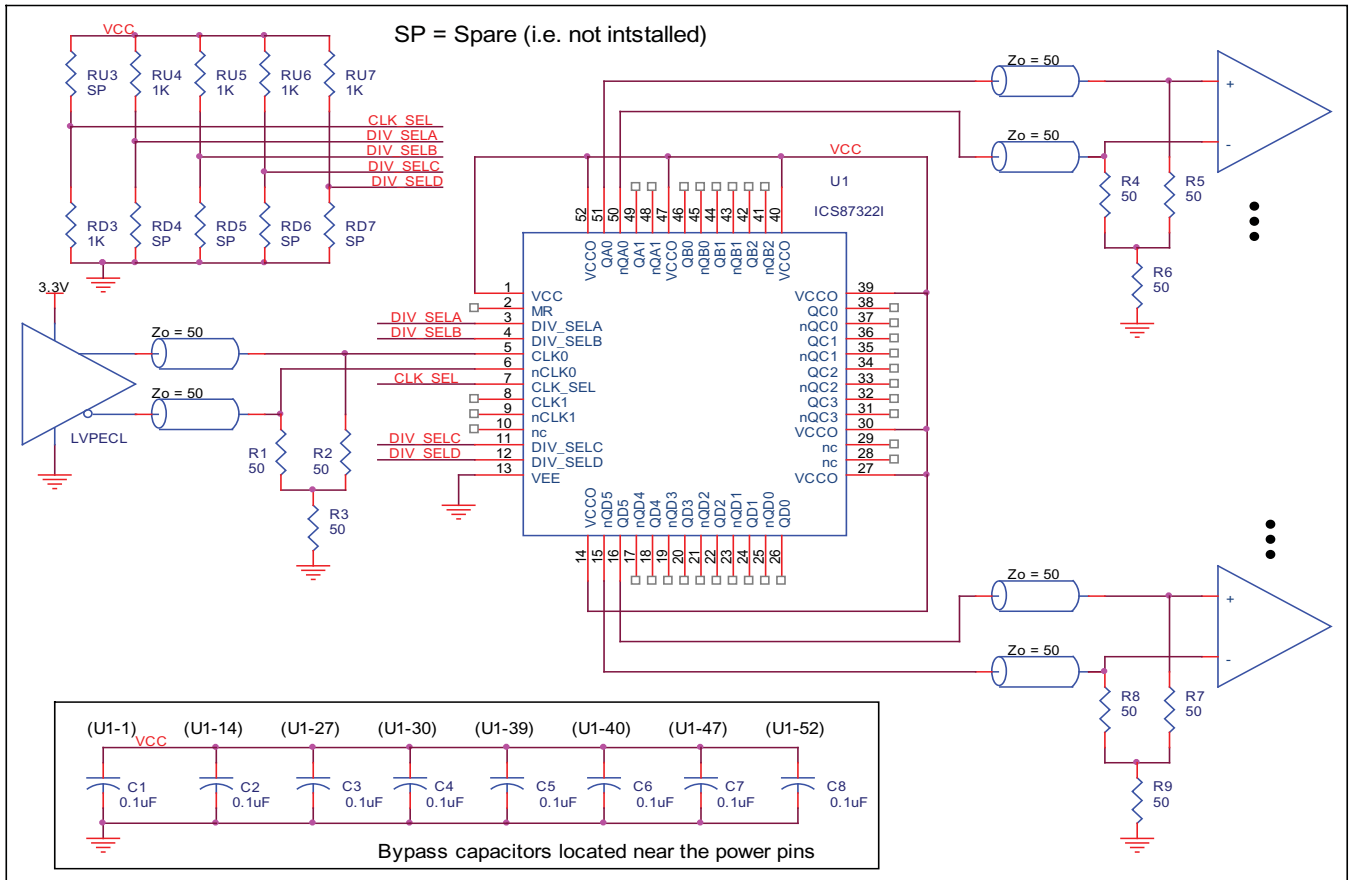 SP = Spare (i.e. not intstalled)
VCC
RU3
SP
RU4
1K
RU5
1K
RU6
1K
RU7
1K
CLK_SEL
DIV_SELA
DIV_SELB
DIV_SELC
DIV_SELD
RD3
1K
RD4
SP
RD5
SP
RD6
SP
RD7
SP
3.3V
Zo = 50
Zo = 50
LVPECL
R1
50
R2
50
R3
50
DIV_SELA
DIV_SELB
CLK_SEL
DIV_SELC
DIV_SELD
VCC
U1
ICS87322I
52 VCCO
51 QA0
50 nQA0
49 QA1
48 nQA1
47 VCCO
46 QB0
45 nQB0
44 QB1
43 nQB1
42 QB2
41 nQB2
40 VCCO
1 VCC
2 MR
3 DIV_SELA
4 DIV_SELB
5 CLK0
6 nCLK0
7 CLK_SEL
8 CLK1
9 nCLK1
10 nc
11 DIV_SELC
12 DIV_SELD
13 VEE
VCCO 39
QC0 38
nQC0 37
QC1 36
nQC1 35
QC2 34
nQC2 33
QC3 32
nQC3 31
VCCO 30
nc 29
nc 28
VCCO 27
14 VCCO
15 nQD5
16 QD5
17 nQD4
18 QD4
19 nQD3
20 QD3
21 nQD2
22 QD2
23 nQD1
24 QD1
25 nQD0
26 QD0
Zo = 50
Zo = 50
+
-
R4
50
R5
50
R6
50
Zo = 50
Zo = 50
+
-
R8
50
R7
50
R9
50
(U1-1) (U1-14) (U1-27) (U1-30) (U1-39) (U1-40) (U1-47) (U1-52)
VCC
C1
0.1uF
C2
0.1uF
C3
0.1uF
C4
0.1uF
C5
0.1uF
C6
0.1uF
C7
0.1uF
C8
0.1uF
Bypass capacitors located near the power pins